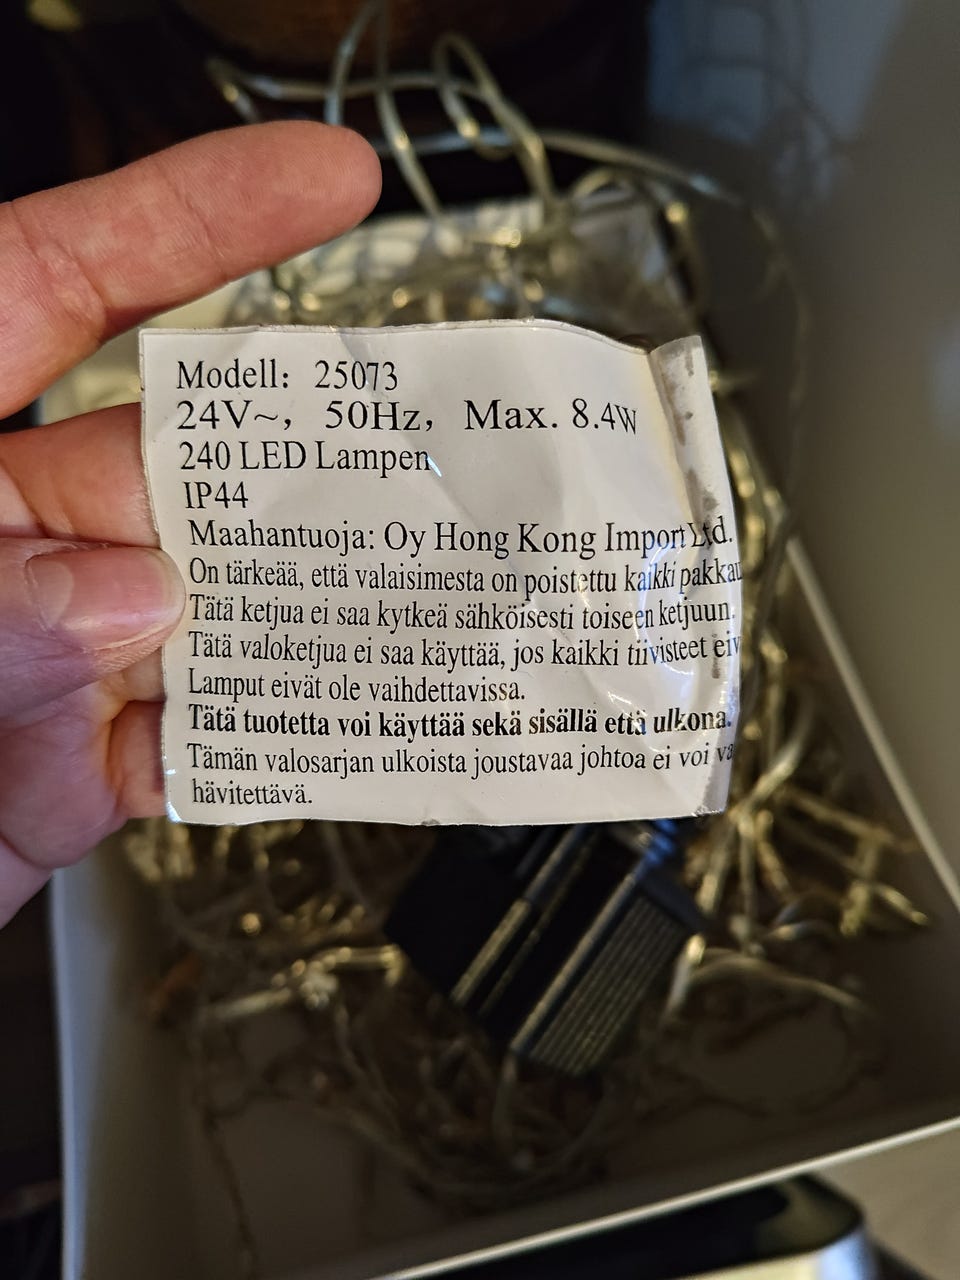 Modell: 25073
24V~, 50Hz, Max. 8.4W
240 LED Lampen
IP44
Maahantuoja: Oy Hong Kong Import Ltd.
On tärkeää, että valaisimesta on poistettu kaikki
Tätä ketjua ei saa kytkeä sähköisesti toiseen ketjuun.
Tätä valoketjua ei saa käyttää, jos kaikki tiivisteet
Lamput eivät ole vaihdettavissa.
Tätä tuotetta voi käyttää sekä sisällä että ulkona.
Tämän valosarjan ulkoista joustavaa johtoa ei voi
hävitettävä.